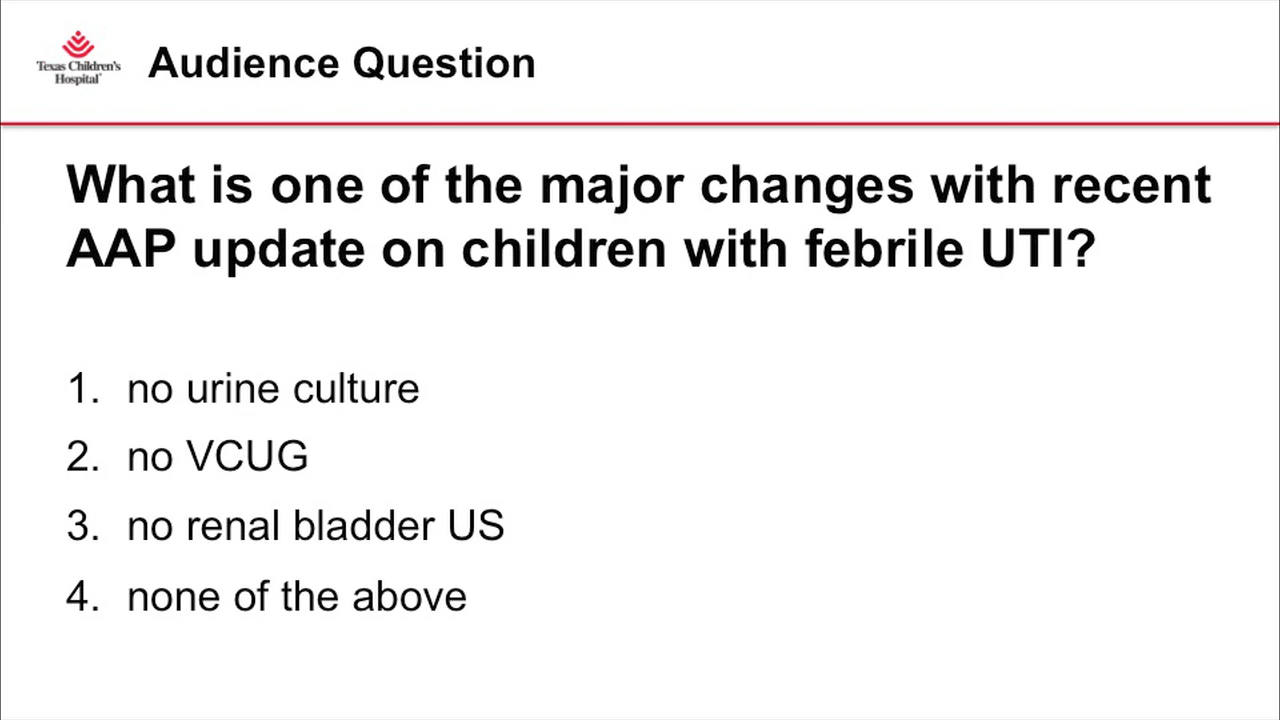 Texas Children's
Hospital
Audience Question
What is one of the major changes with recent
AAP update on children with febrile UTI?
1. no urine culture
2. no VCUG
3. no renal bladder US
4. none of the above